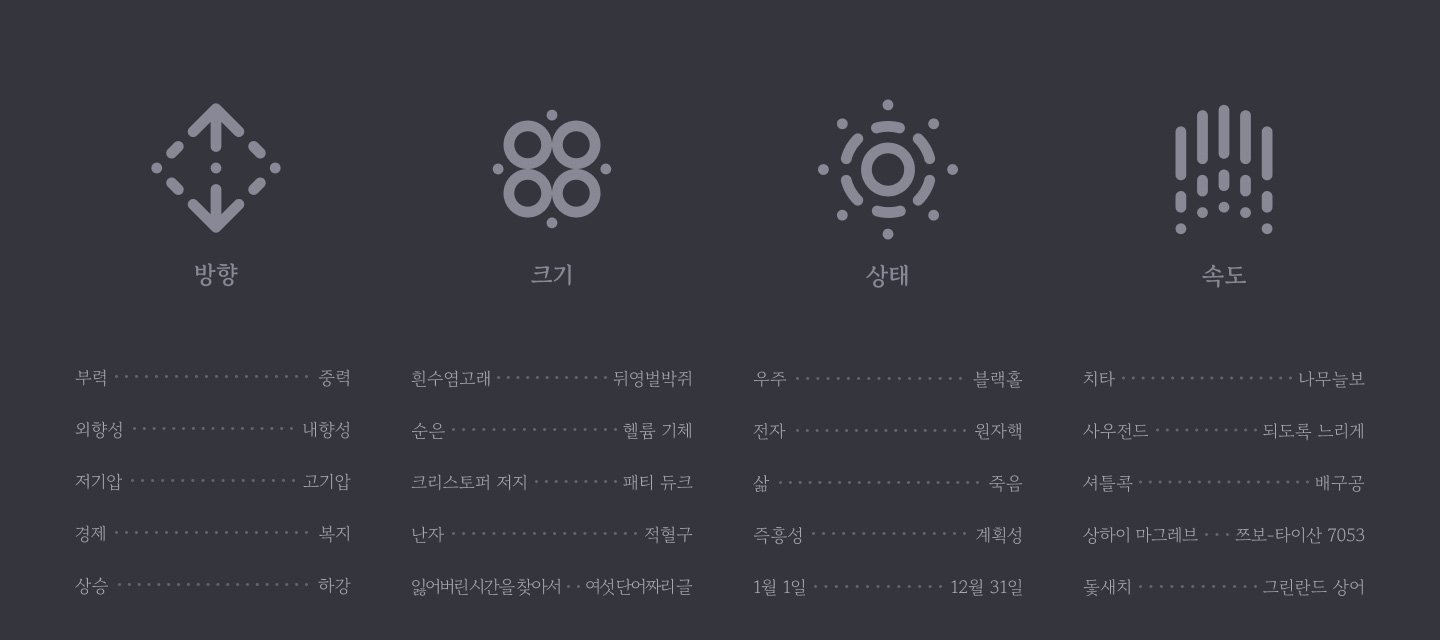 방향
크기
상태
속도
부력 중력
외향성 내향성
저기압 고기압
경제 복지
상승 하강
흰수염고래 뒤영벌박쥐
순은 헬륨 기체
크리스토퍼 저지 패티 듀크
난자 적혈구
잃어버린시간을찾아서 여섯단어짜리글
우주 블랙홀
전자 원자핵
삶 죽음
즉흥성 계획성
1월 1일 12월 31일
치타 나무늘보
사우전드 되도록 느리게
셔틀콕 배구공
상하이 마그레브 쯔보-타이산 7053
돛새치 그린란드 상어